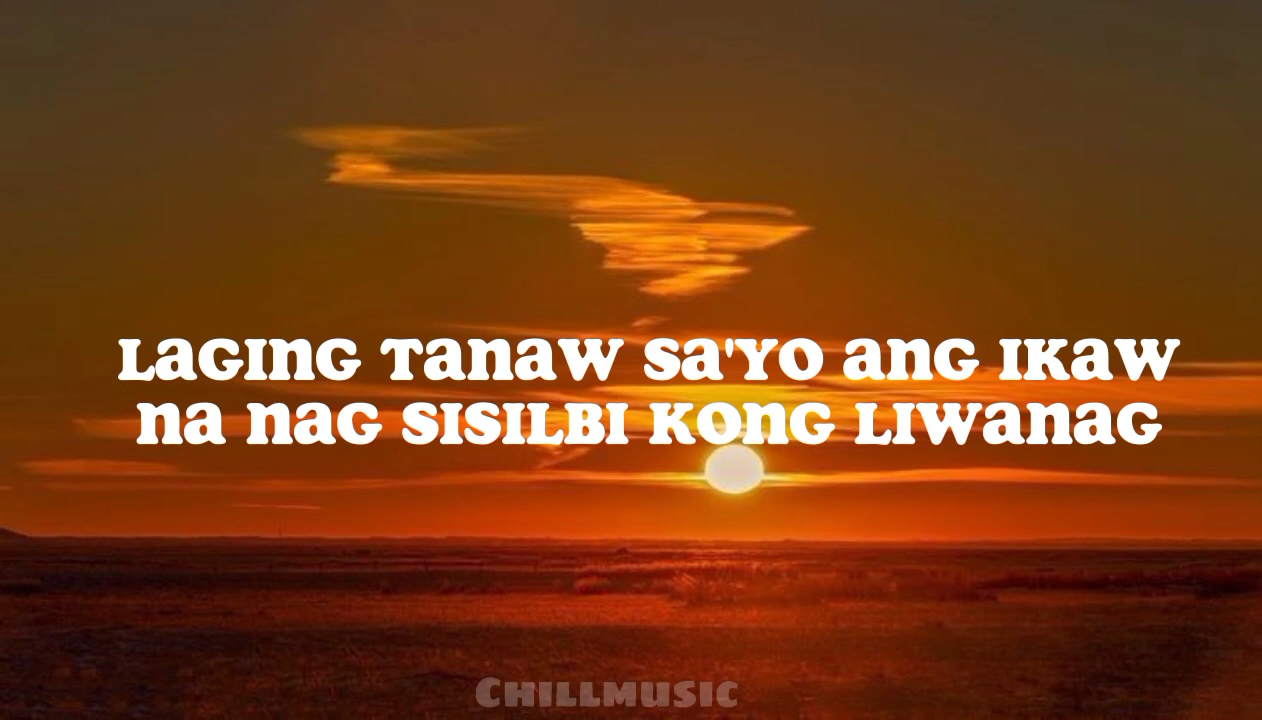 LAGING TANAW SA'YO ANG IKAW
NA NAG SISILBI KONG LIWANAG
CHILLMUSIC